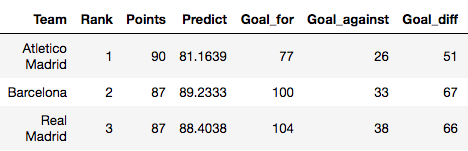 Team Rank Points Predict Goal_for Goal_against Goal_diff
Atletico
Madrid 1 90 81.1639 77 26 51
Barcelona 2 87 89.2333 100 33 67
Real
Madrid 3 87 88.4038 104 38 66